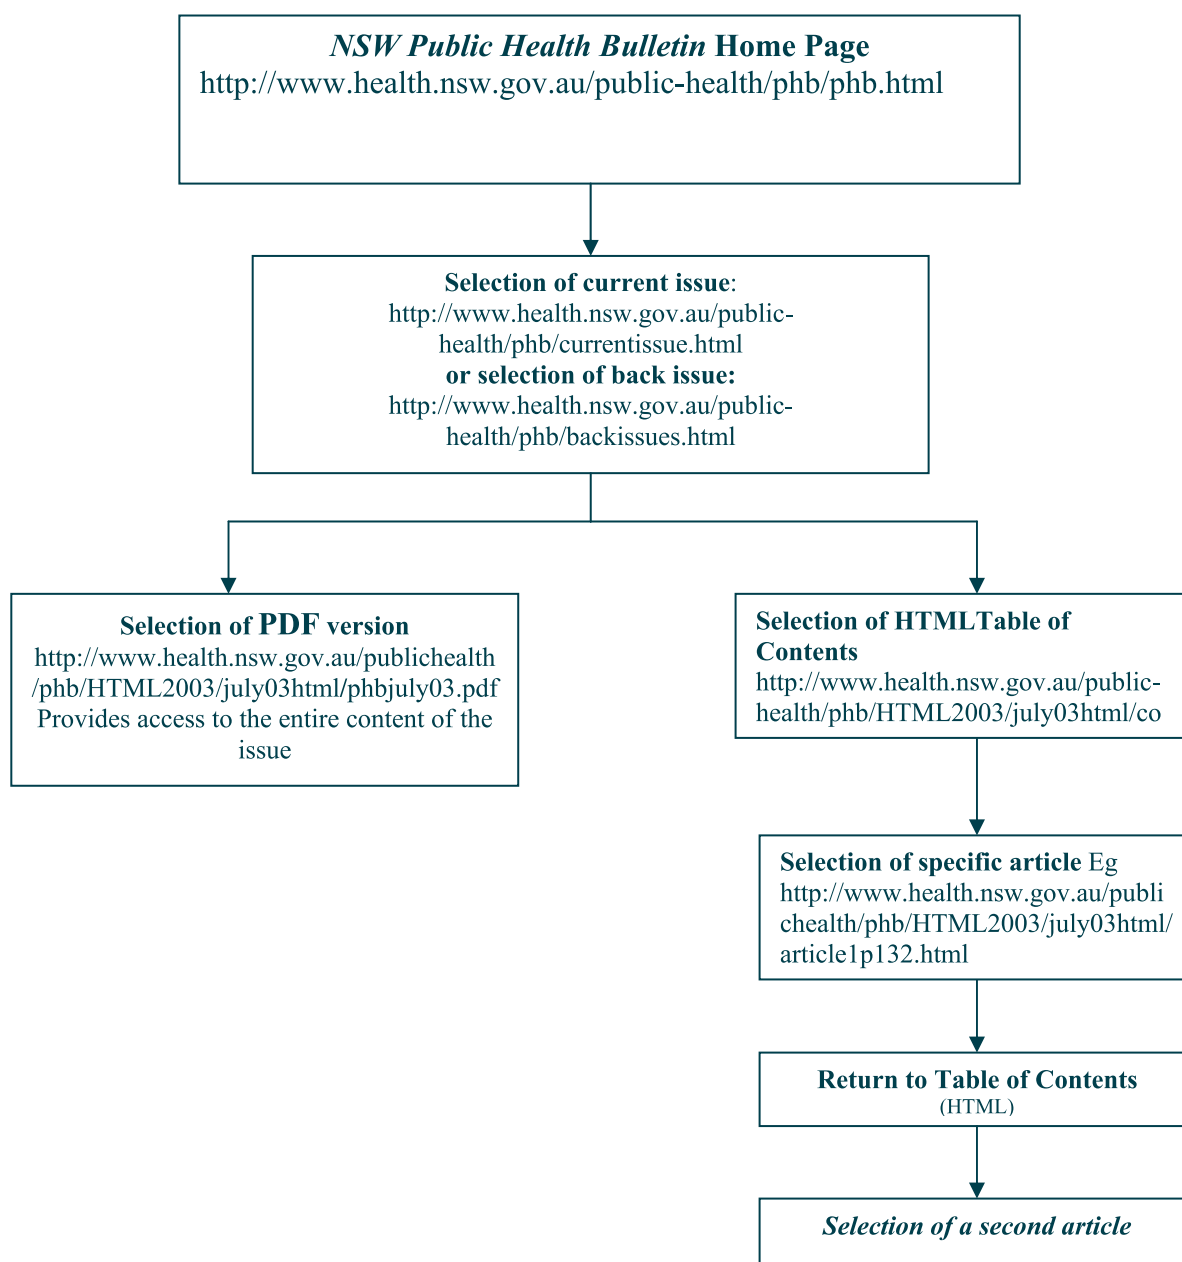 NSW Public Health Bulletin Home Page
http://www.health.nsw.gov.au/public-health/phb/phb.html
Selection of current issue:
http://www.health.nsw.gov.au/public-
health/phb/currentissue.html
or selection of back issue:
http://www.health.nsw.gov.au/public-
health/phb/backissues.html
Selection of PDF version
http://www.health.nsw.gov.au/publichealth
/phb/HTML2003/july03html/phbjuly03.pdf
Provides access to the entire content of the
issue
Selection of HTMLTable of
Contents
http://www.health.nsw.gov.au/public-
health/phb/HTML2003/july03html/co
Selection of specific article Eg
http://www.health.nsw.gov.au/publi
chealth/phb/HTML2003/july03html/
article1p132.html
Return to Table of Contents
(HTML)
Selection of a second article